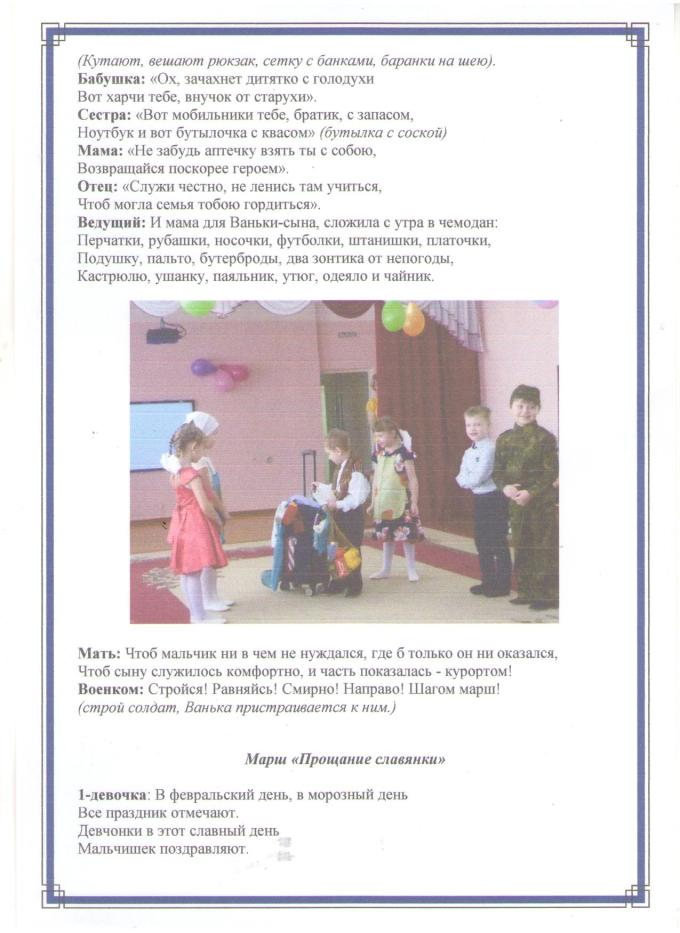 (Кутают, вешают рюкзак, сетку с банками, баранки на шею).
Бабушка: «Ох, зачахнет дитятко с голодухи
Вот харчи тебе, внучок от старухи».
Сестра: «Вот мобильники тебе, братик, с запасом,
Ноутбук и вот бутылочка с квасом» (бутылка с соской)
Мама: «Не забудь аптечку взять ты с собою,
Возвращайся поскорее героем».
Отец: «Служи честно, не ленись там учиться,
Чтоб могла семья тобою гордиться».
Ведущий: И мама для Ваньки-сына, сложила с утра в чемодан:
Перчатки, рубашки, носочки, футболки, штанишки, платочки,
Подушку, пальто, бутерброды, два зонтика от непогоды,
Кастрюлю, ушанку, паяльник, утюг, одеяло и чайник.
Мать: Чтоб мальчик ни в чем не нуждался, где б только он ни оказался,
Чтоб сыну служилось комфортно, и часть показалась - курортом!
Военком: Стройся! Равняйсь! Смирно! Направо! Шагом марш!
(строй солдат, Ванька пристраивается к ним.)
Марш «Прощание славянки»
1-девочка: В февральский день, в морозный день
Все праздник отмечают.
Девчонки в этот славный день
Мальчишек поздравляют.